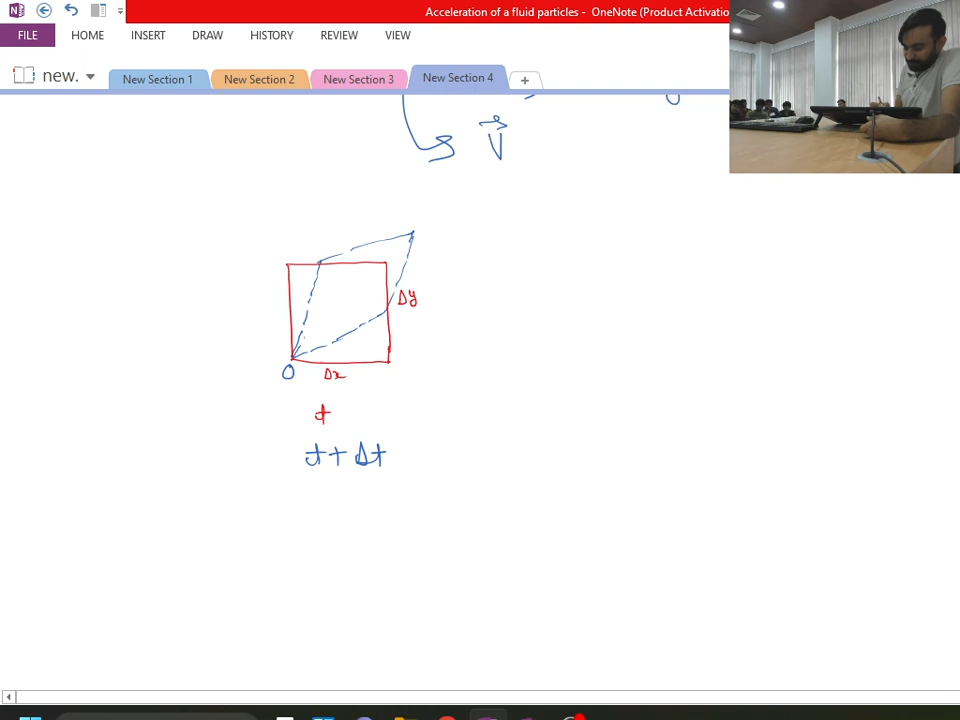 Acceleration of a fluid particles - OneNote (Product Activatio
FILE HOME INSERT DRAW HISTORY REVIEW VIEW
new. New Section 1 New Section 2 New Section 3 New Section 4
V⃗
Δy
O
Δx
t
t + Δt